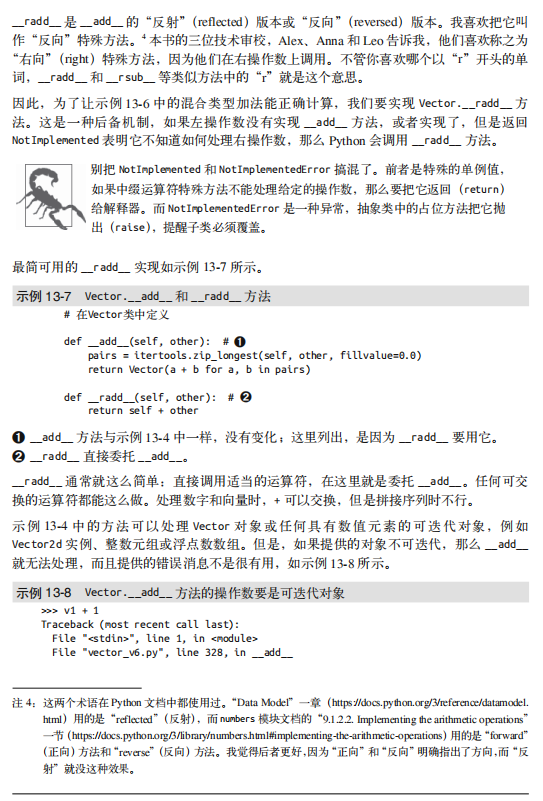 __radd__ 是 __add__ 的“反射”（reflected）版本或“反向”（reversed）版本。我喜欢把它叫
作“反向”特殊方法。4 本书的三位技术审校，Alex、Anna 和 Leo 告诉我，他们喜欢称之为
“右向”（right）特殊方法，因为他们在右操作数上调用。不管你喜欢哪个以“r”开头的单
词，__radd__ 和 __rsub__ 等类似方法中的“r”就是这个意思。
因此，为了让示例 13-6 中的混合类型加法能正确计算，我们要实现 Vector.__radd__ 方
法。这是一种后备机制，如果左操作数没有实现 __add__ 方法，或者实现了，但是返回
NotImplemented 表明它不知道如何处理右操作数，那么 Python 会调用 __radd__ 方法。
别把 NotImplemented 和 NotImplementedError 搞混了。前者是特殊的单例值，
如果中缀运算符特殊方法不能处理给定的操作数，那么要把它返回（return）
给解释器。而 NotImplementedError 是一种异常，抽象类中的占位方法把它抛
出（raise），提醒子类必须覆盖。
最简可用的 __radd__ 实现如示例 13-7 所示。
示例 13-7 Vector.__add__ 和 __radd__ 方法
# 在Vector类中定义
def __add__(self, other): # ❶
pairs = itertools.zip_longest(self, other, fillvalue=0.0)
return Vector(a + b for a, b in pairs)
def __radd__(self, other): # ❷
return self + other
❶ __add__ 方法与示例 13-4 中一样，没有变化；这里列出，是因为 __radd__ 要用它。
❷ __radd__ 直接委托 __add__。
__radd__ 通常就这么简单：直接调用适当的运算符，在这里就是委托 __add__。任何可交
换的运算符都能这么做。处理数字和向量时，+ 可以交换，但是拼接序列时不行。
示例 13-4 中的方法可以处理 Vector 对象或任何具有数值元素的可迭代对象，例如
Vector2d 实例、整数元组或浮点数数组。但是，如果提供的对象不可迭代，那么 __add__
就无法处理，而且提供的错误消息不是很有用，如示例 13-8 所示。
示例 13-8 Vector.__add__ 方法的操作数要是可迭代对象
>>> v1 + 1
Traceback (most recent call last):
File "<stdin>", line 1, in <module>
File "vector_v6.py", line 328, in __add__
注 4： 这两个术语在 Python 文档中都使用过。“Data Model”一章（https://docs.python.org/3/reference/datamodel.
html）用的是“reflected”（反射），而 numbers 模块文档的“9.1.2.2. Implementing the arithmetic operations”
一节（https://docs.python.org/3/library/numbers.html#implementing-the-arithmetic-operations）用的是“forward”
（正向）方法和“reverse”（反向）方法。我觉得后者更好，因为“正向”和“反向”明确指出了方向，而“反
射”就没这种效果。